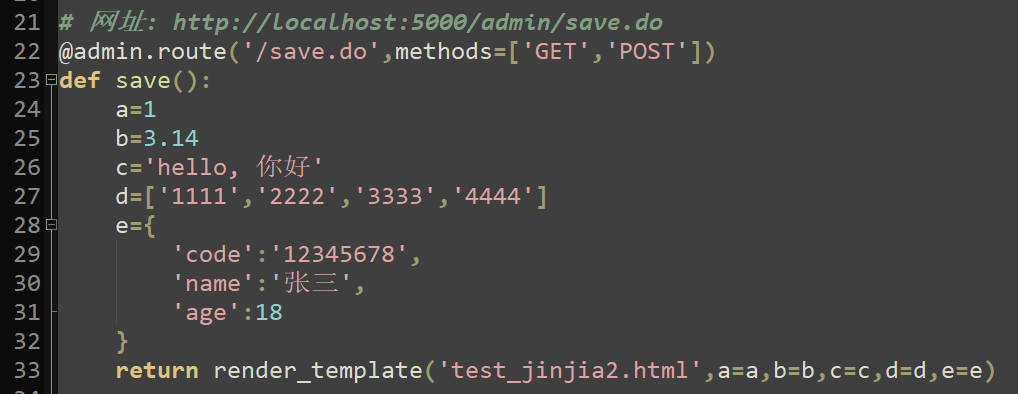 21 # 网址: http://localhost:5000/admin/save.do
22 @admin.route('/save.do',methods=['GET','POST'])
23 def save():
24     a=1
25     b=3.14
26     c='hello, 你好'
27     d=['1111','2222','3333','4444']
28     e={
29         'code':'12345678',
30         'name':'张三',
31         'age':18
32     }
33     return render_template('test_jinjia2.html',a=a,b=b,c=c,d=d,e=e)